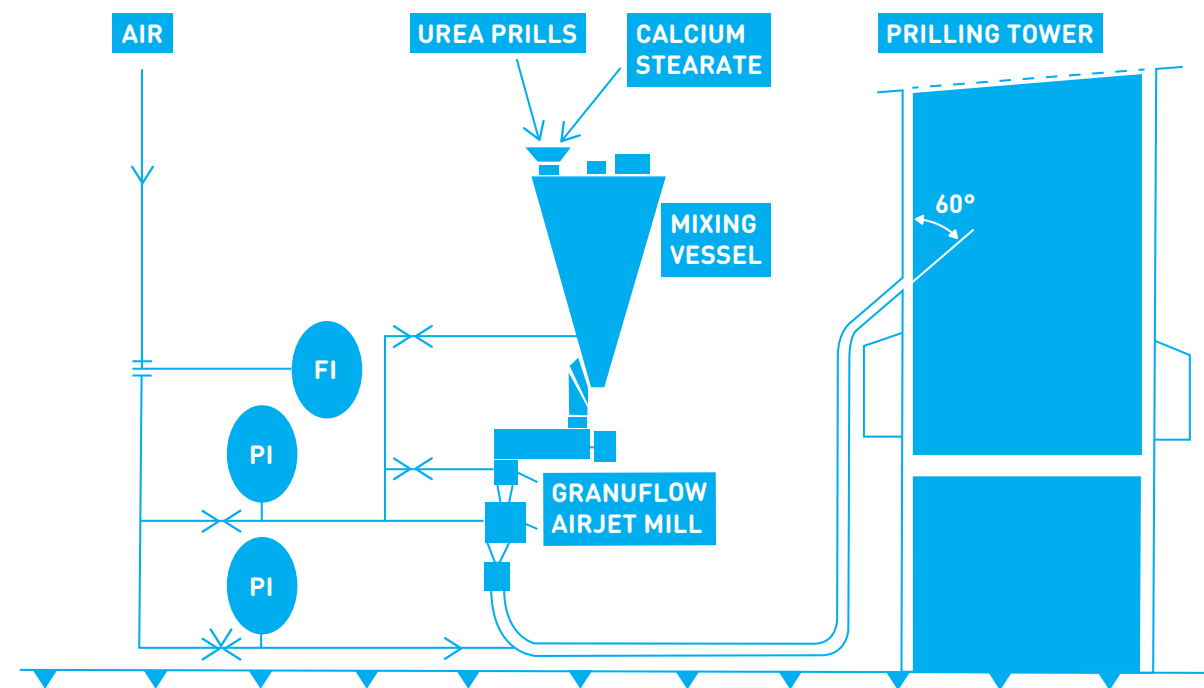 AIR
UREA PRILLS
CALCIUM
STEARATE
PRILLING TOWER
60°
MIXING
VESSEL
FI
PI
GRANUFLOW
AIRJET MILL
PI